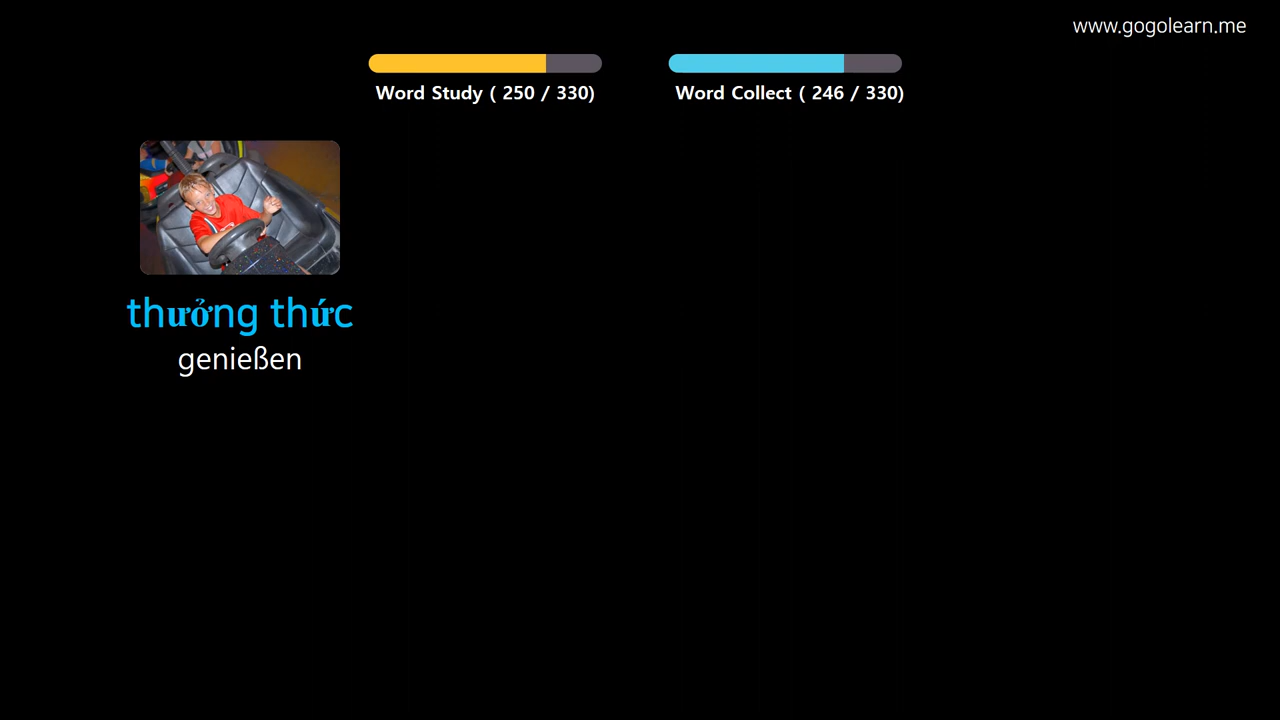 www.gogolearn.me
Word Study ( 250 / 330)
Word Collect ( 246 / 330)
thưởng thức
genießen